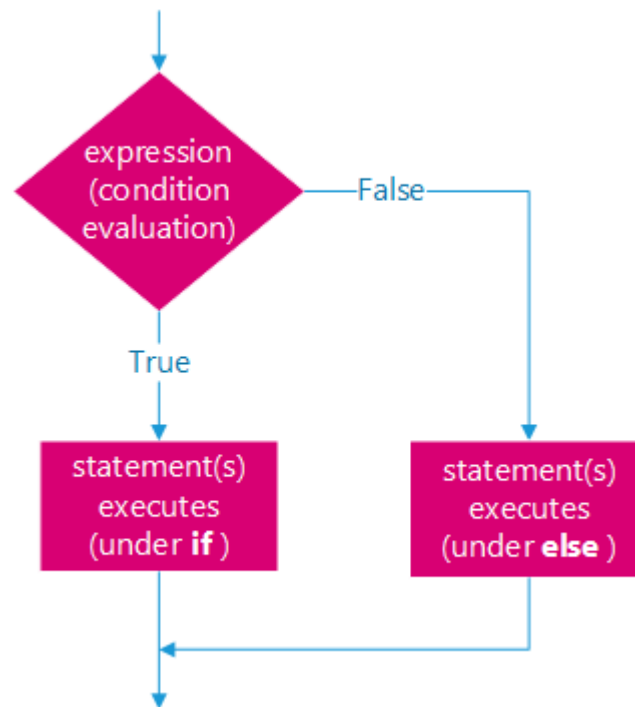 expression
(condition
evaluation)
False
True
statement(s)
executes
(under if )
statement(s)
executes
(under else )